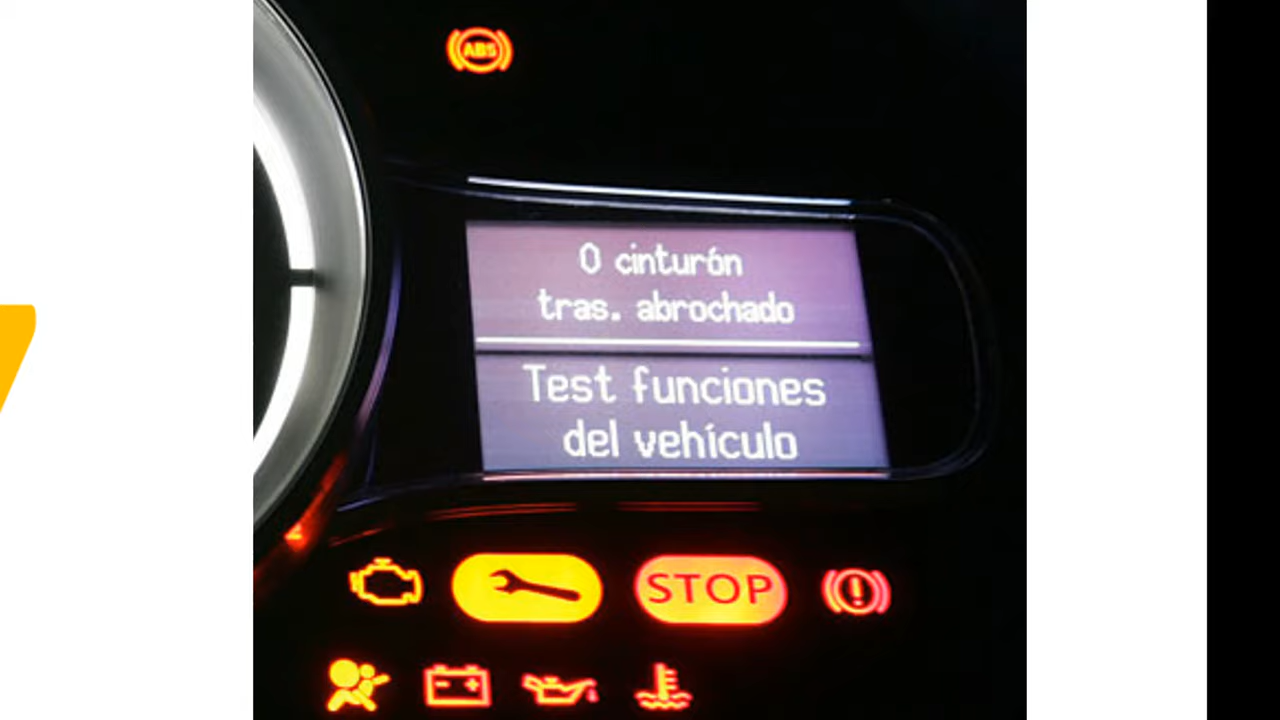 ABS
0 cinturón
tras. abrochado
Test funciones
del vehículo
STOP